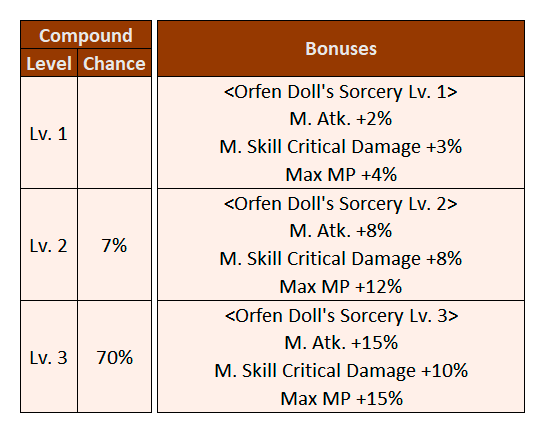 Compound
Bonuses
Level Chance
Lv. 1
<Orfen Doll's Sorcery Lv. 1>
M. Atk. +2%
M. Skill Critical Damage +3%
Max MP +4%
Lv. 2 7%
<Orfen Doll's Sorcery Lv. 2>
M. Atk. +8%
M. Skill Critical Damage +8%
Max MP +12%
Lv. 3 70%
<Orfen Doll's Sorcery Lv. 3>
M. Atk. +15%
M. Skill Critical Damage +10%
Max MP +15%